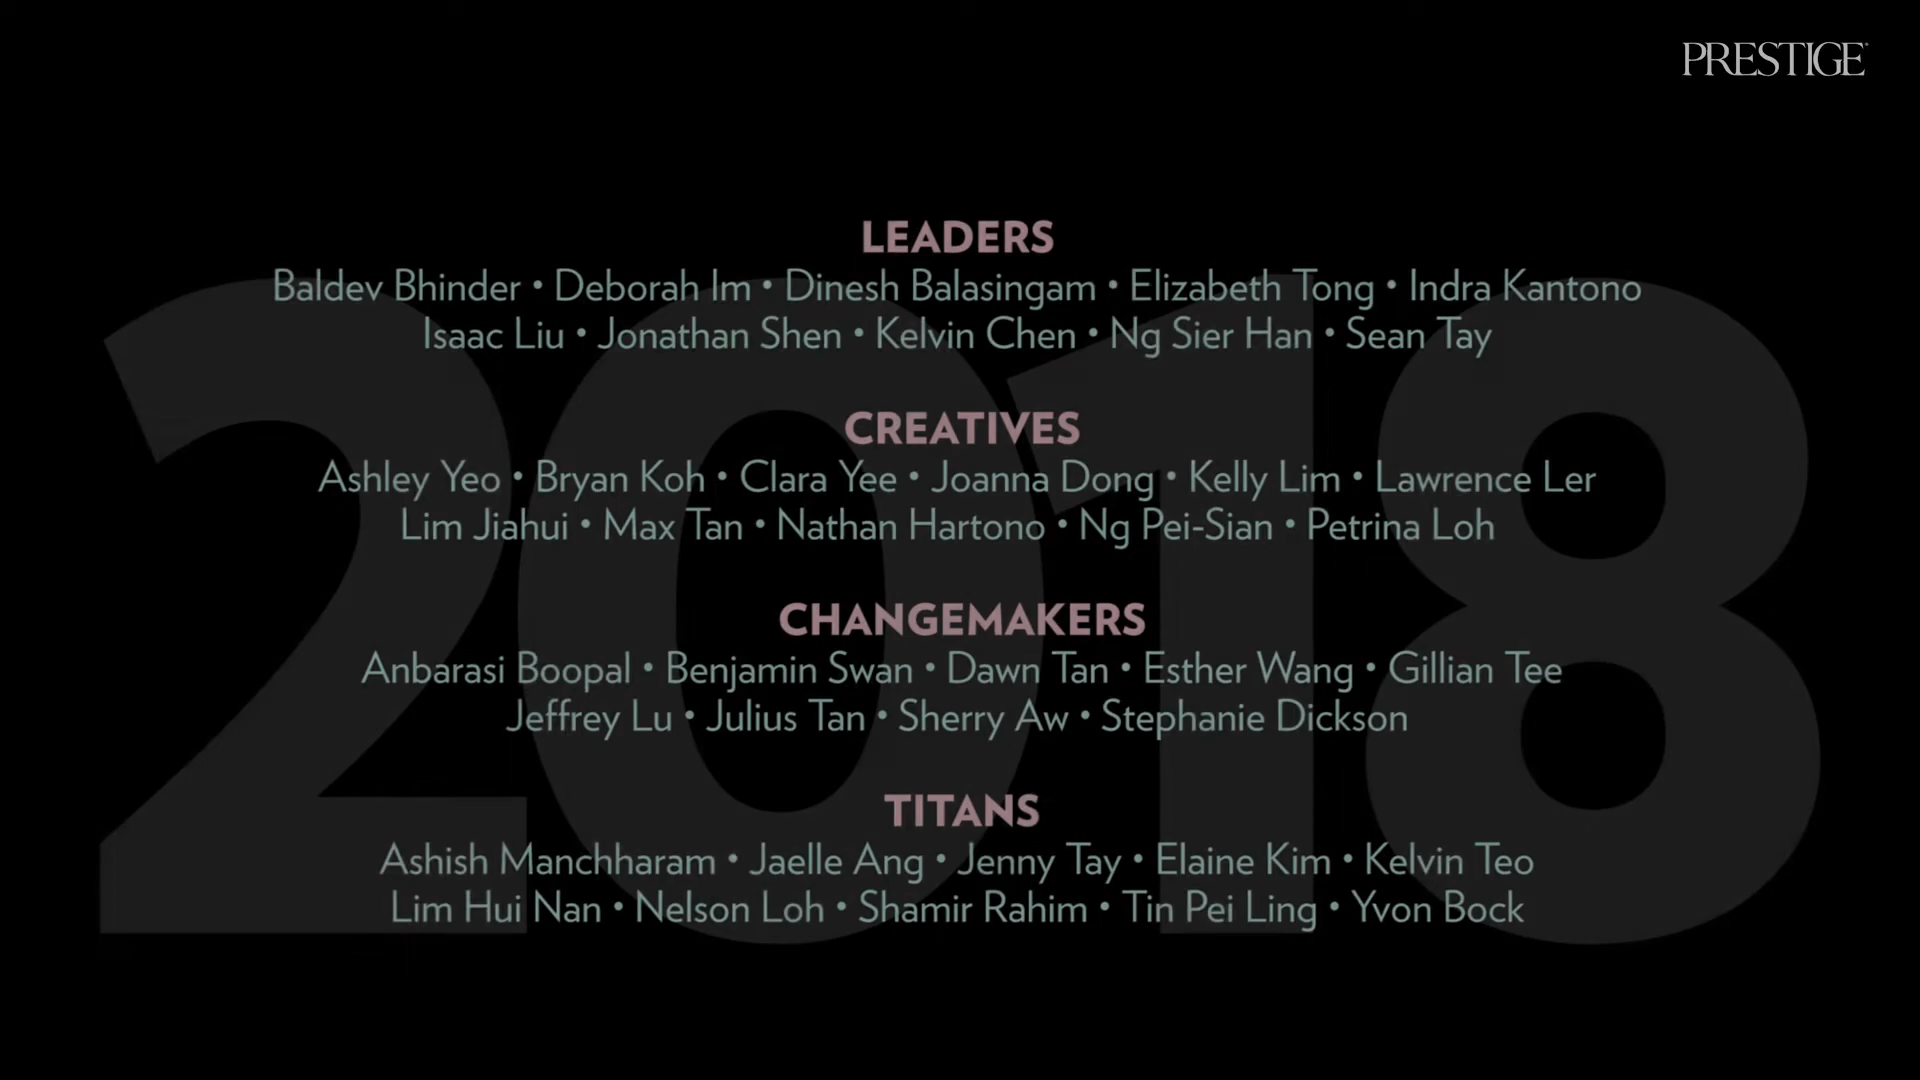 PRESTIGE
LEADERS
Baldev Bhinder • Deborah Im • Dinesh Balasingam • Elizabeth Tong • Indra Kantono
Isaac Liu • Jonathan Shen • Kelvin Chen • Ng Sier Han • Sean Tay
CREATIVES
Ashley Yeo • Bryan Koh • Clara Yee • Joanna Dong • Kelly Lim • Lawrence Ler
Lim Jiahui • Max Tan • Nathan Hartono • Ng Pei-Sian • Petrina Loh
CHANGEMAKERS
Anbarasi Boopal • Benjamin Swan • Dawn Tan • Esther Wang • Gillian Tee
Jeffrey Lu • Julius Tan • Sherry Aw • Stephanie Dickson
TITANS
Ashish Manchharam • Jaelle Ang • Jenny Tay • Elaine Kim • Kelvin Teo
Lim Hui Nan • Nelson Loh • Shamir Rahim • Tin Pei Ling • Yvon Bock
2018